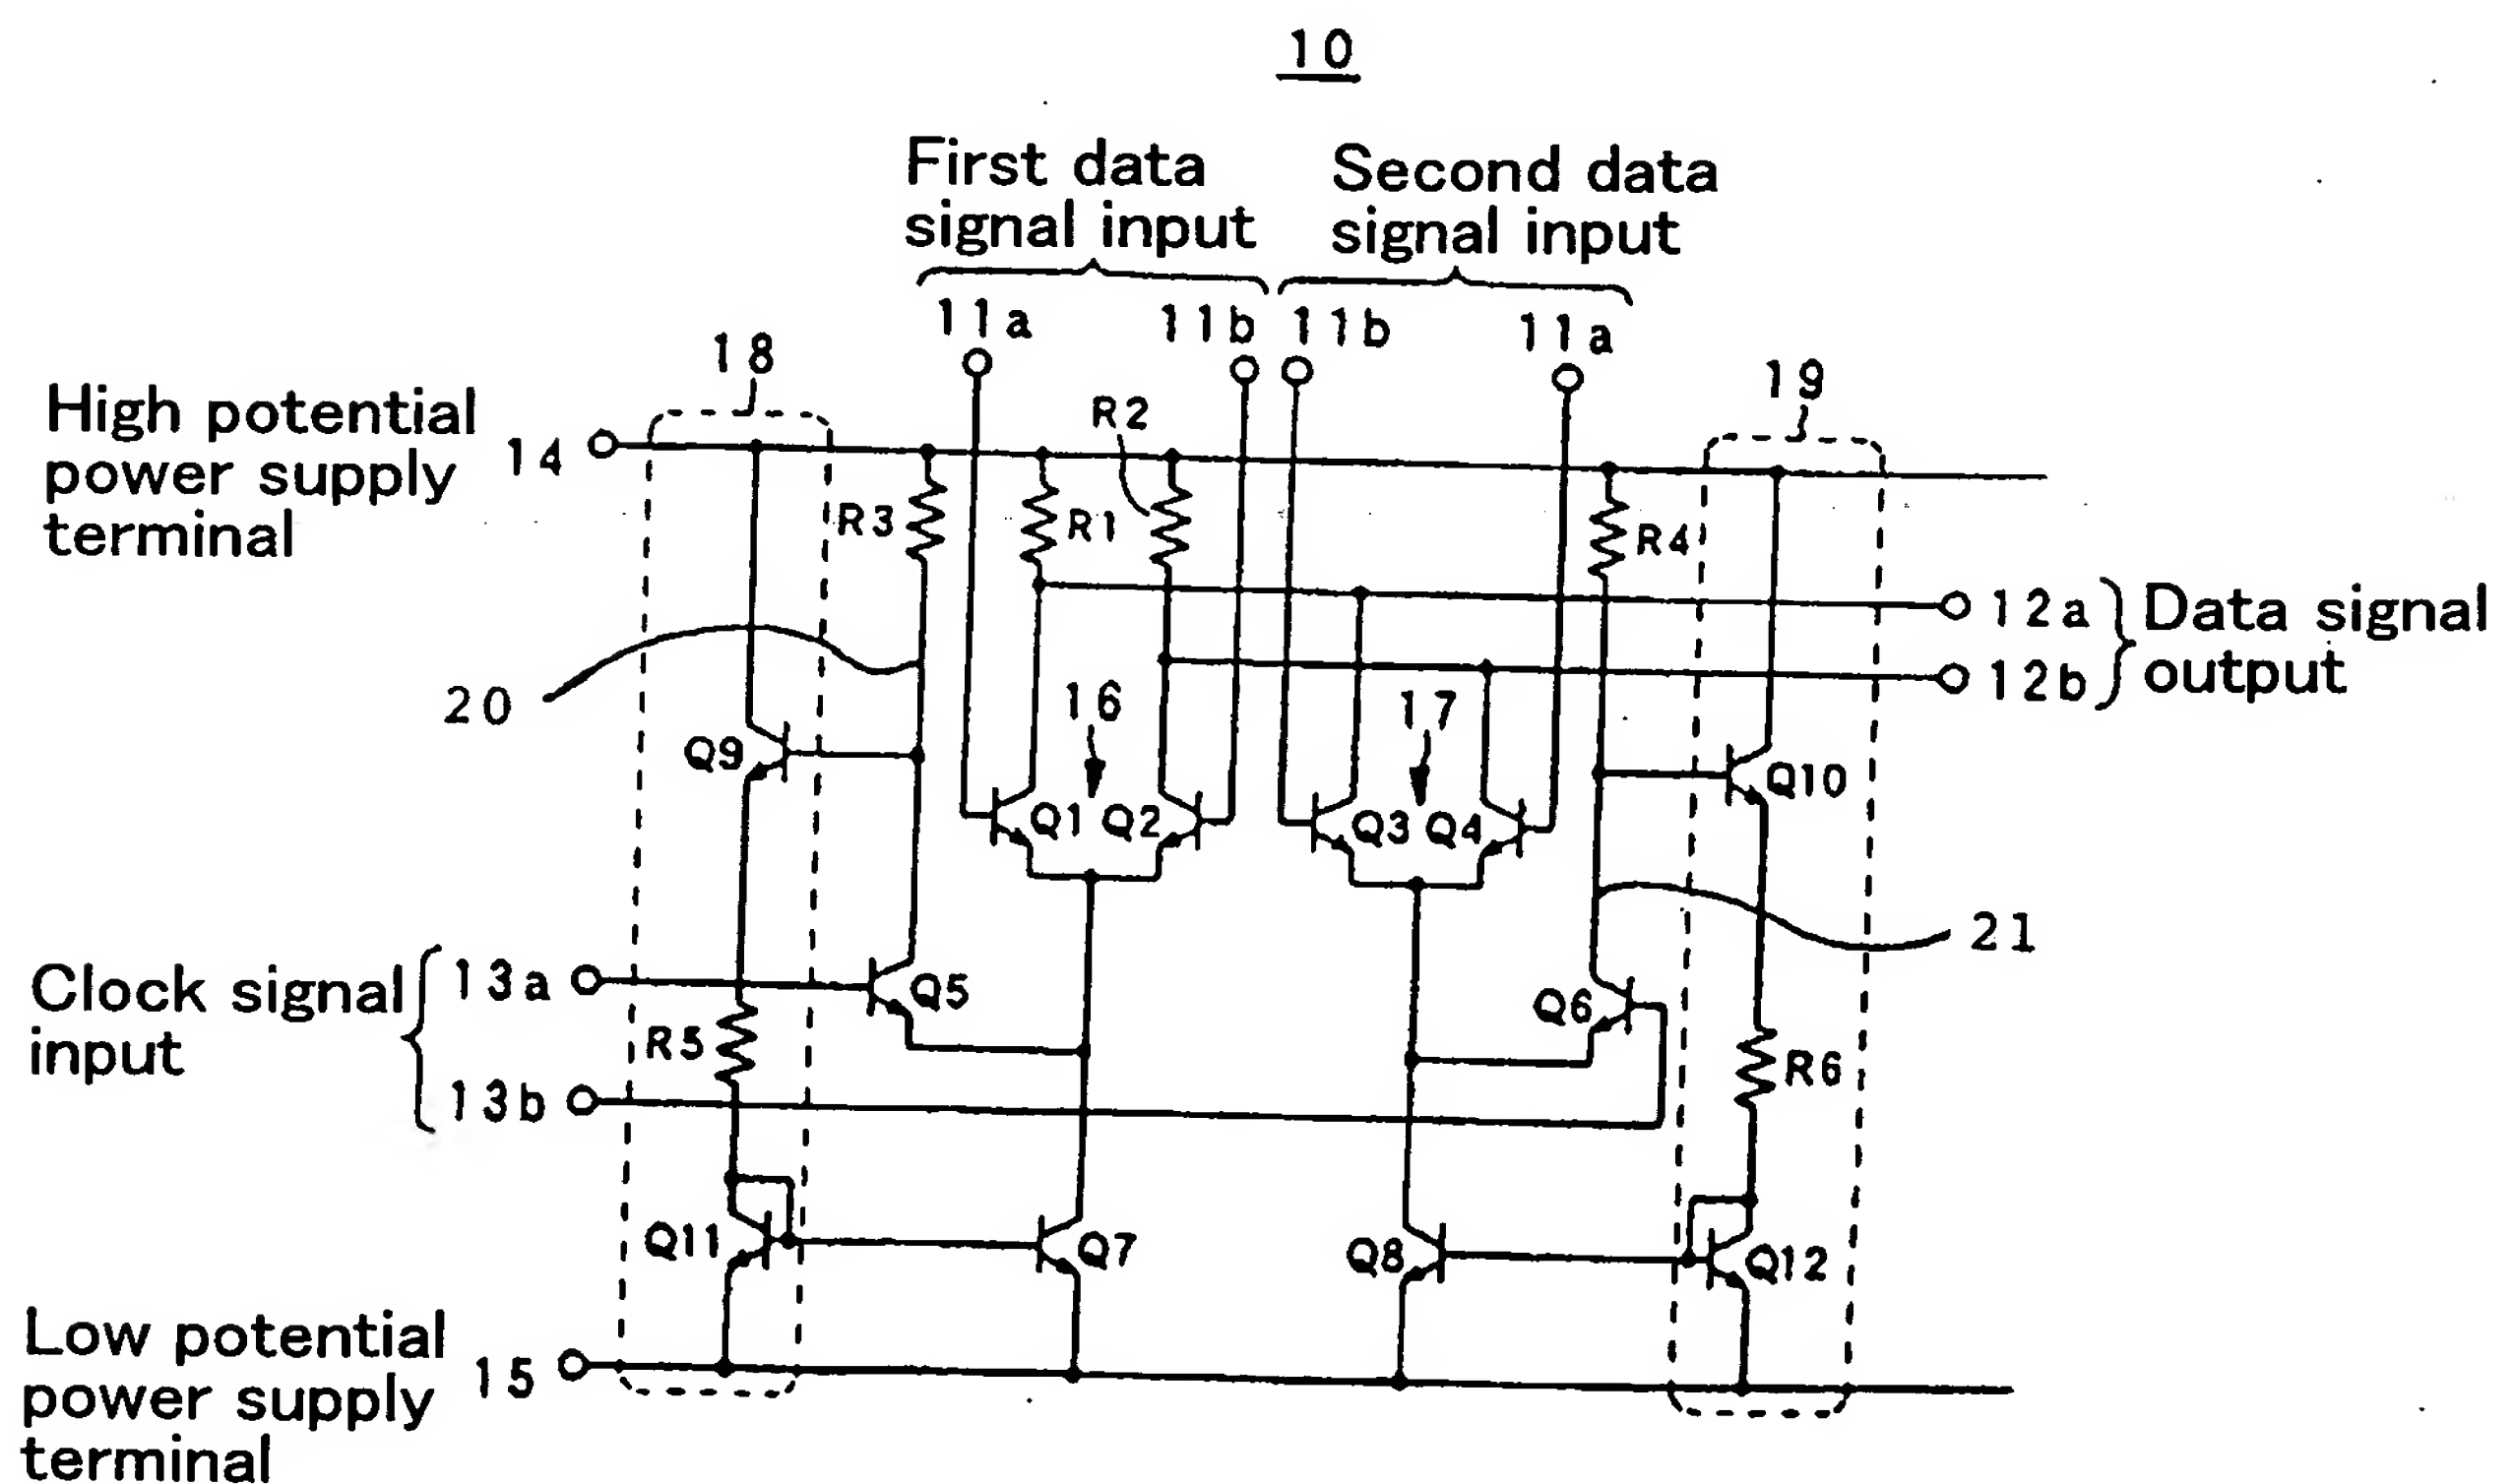 10
First data
signal input
Second data
signal input
11a
11b
11b
11a
18
19
High potential
power supply
terminal
14
R2
R3
R1
R4
12a
12b
Data signal
output
20
16
17
Q9
Q10
Q1
Q2
Q3
Q4
21
Clock signal
input
13a
13b
Q5
Q6
R5
R6
Q11
Q7
Q8
Q12
Low potential
power supply
terminal
15